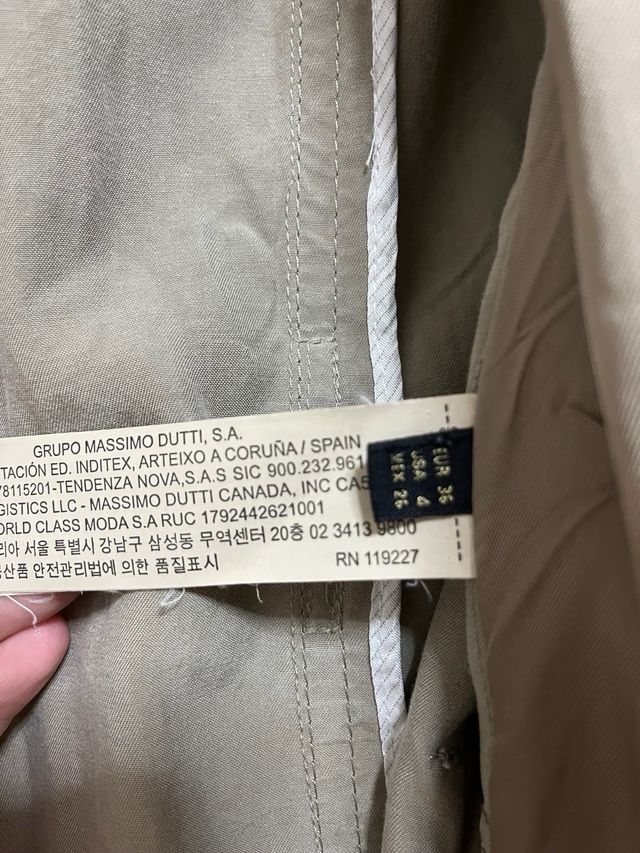 GRUPO MASSIMO DUTTI, S.A.
TACIÓN ED. INDITEX, ARTEIXO A CORUÑA / SPAIN
78115201-TENDENZA NOVA,S.A.S SIC 900.232.961
GISTICS LLC - MASSIMO DUTTI CANADA, INC CA5
ORLD CLASS MODA S.A RUC 1792442621001
리아 서울 특별시 강남구 삼성동 무역센터 20층 02 3413 9800
용산품 안전관리법에 의한 품질표시
RN 119227
EUR 36
USA 4
MEX 26